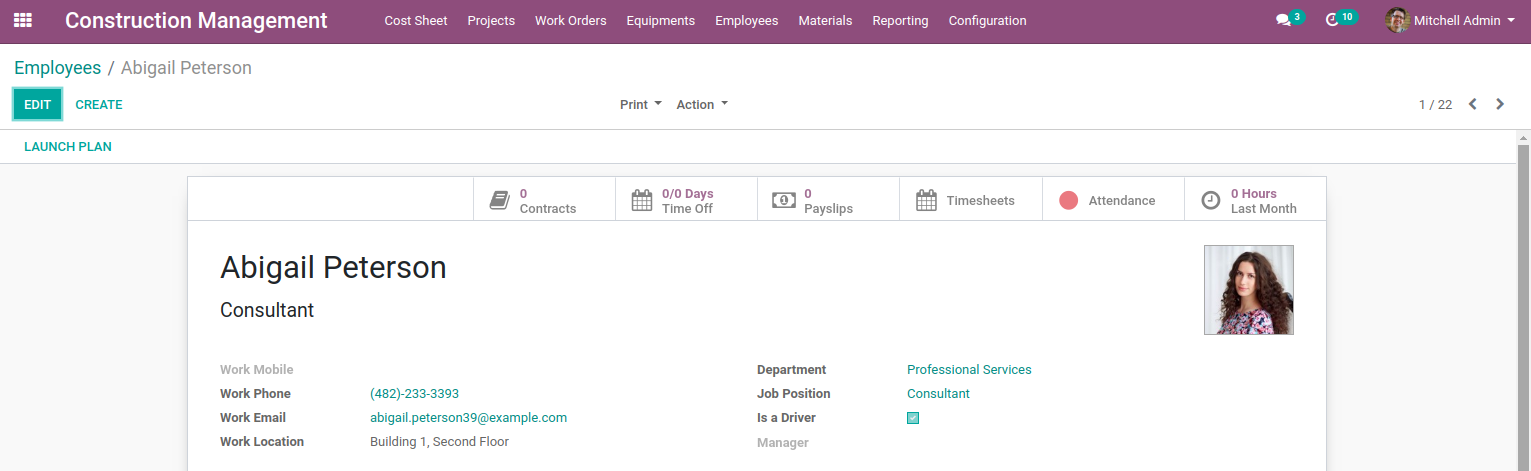 Construction Management Cost Sheet Projects Work Orders Equipments Employees Materials Reporting Configuration 3 10 Mitchell Admin
Employees / Abigail Peterson
EDIT CREATE Print Action 1 / 22
LAUNCH PLAN
0 0/0 Days 0 Timesheets Attendance 0 Hours
Contracts Time Off Payslips Last Month
Abigail Peterson
Consultant
Work Mobile Department Professional Services
Work Phone (482)-233-3393 Job Position Consultant
Work Email abigail.peterson39@example.com Is a Driver
Work Location Building 1, Second Floor Manager